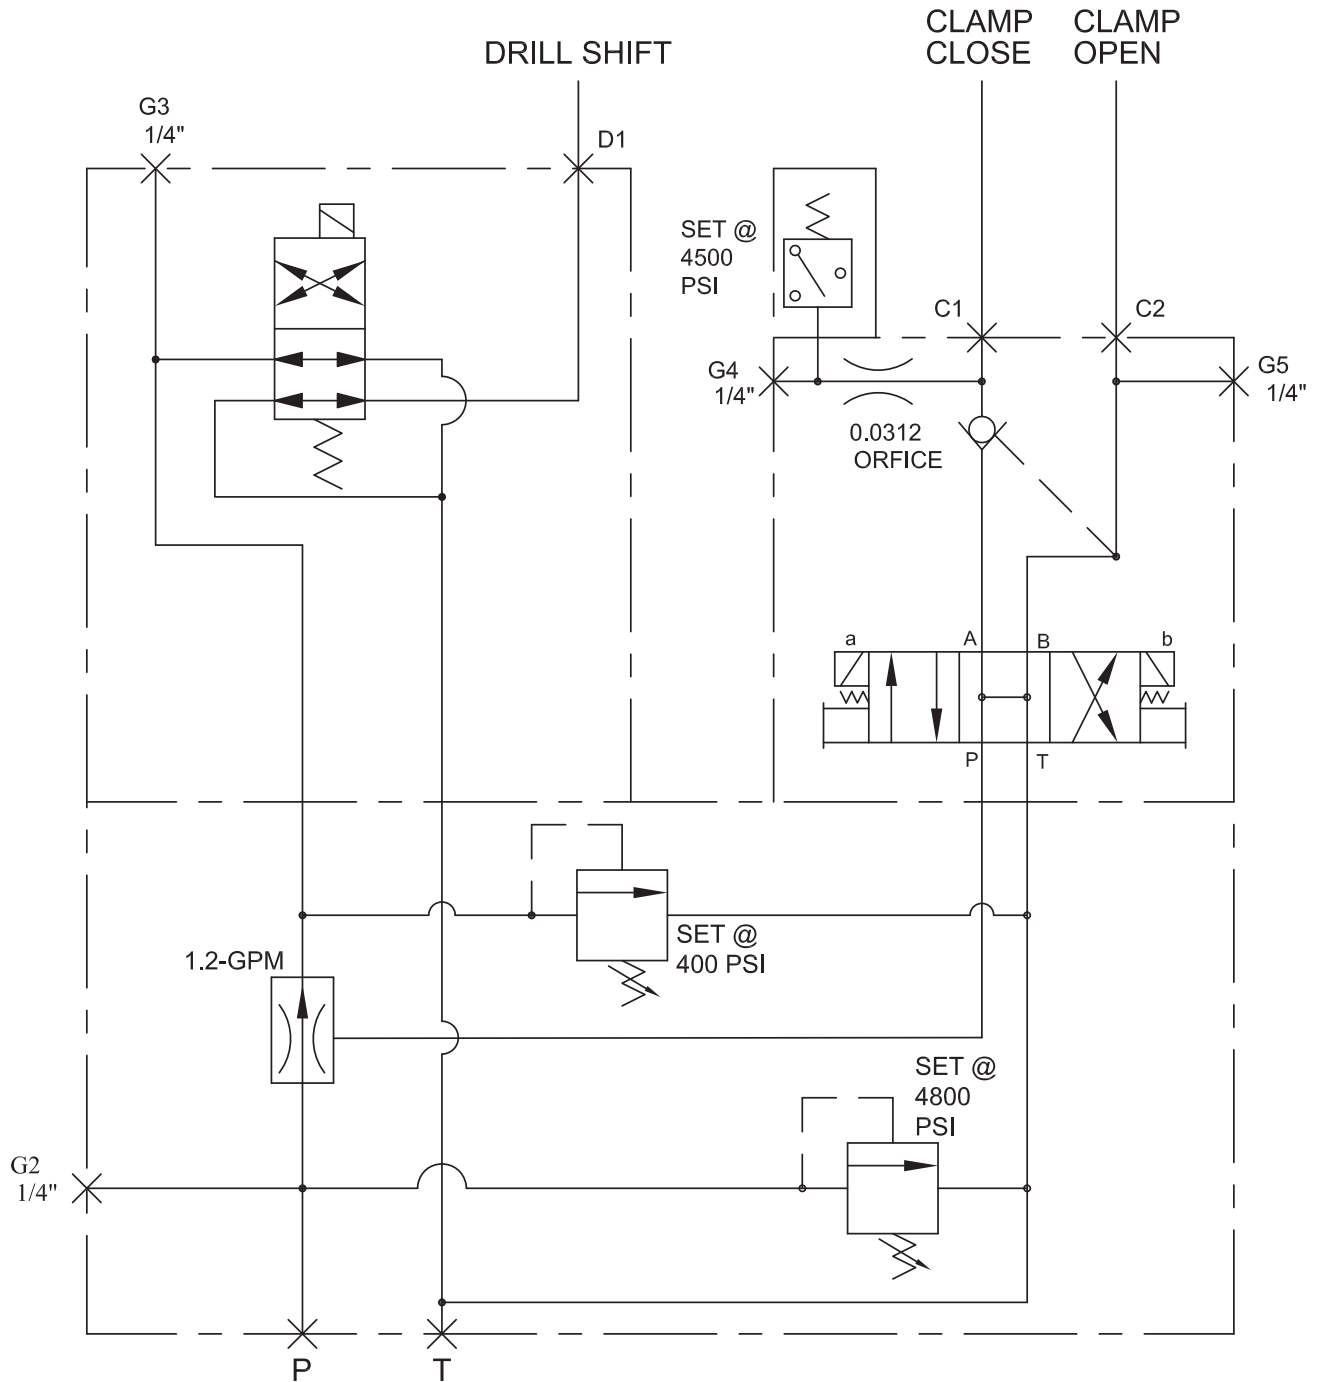 CLAMP
CLOSE
CLAMP
OPEN
DRILL SHIFT
G3
1/4"
D1
SET @
4500
PSI
C1
C2
G4
1/4"
G5
1/4"
0.0312
ORFICE
a
A
B
b
P
T
SET @
400 PSI
1.2-GPM
SET @
4800
PSI
G2
1/4"
P
T